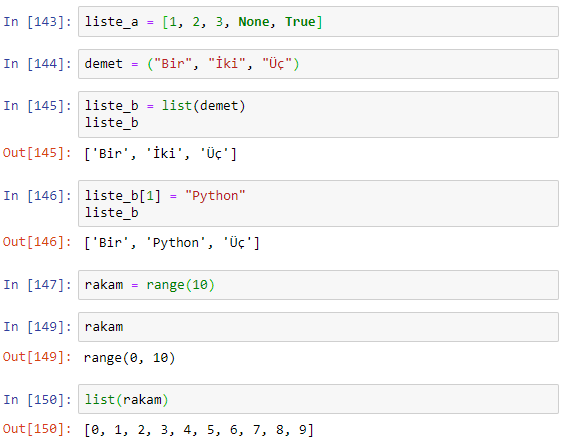 In [143]: liste_a = [1, 2, 3, None, True]
In [144]: demet = ("Bir", "İki", "Üç")
In [145]: liste_b = list(demet)
liste_b
Out[145]: ['Bir', 'İki', 'Üç']
In [146]: liste_b[1] = "Python"
liste_b
Out[146]: ['Bir', 'Python', 'Üç']
In [147]: rakam = range(10)
In [149]: rakam
Out[149]: range(0, 10)
In [150]: list(rakam)
Out[150]: [0, 1, 2, 3, 4, 5, 6, 7, 8, 9]